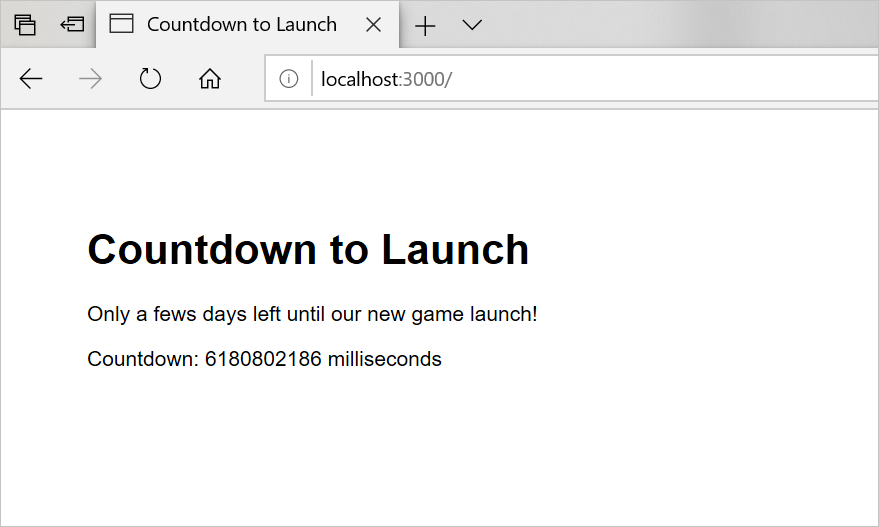 Countdown to Launch
localhost:3000/
Countdown to Launch
Only a fews days left until our new game launch!
Countdown: 6180802186 milliseconds